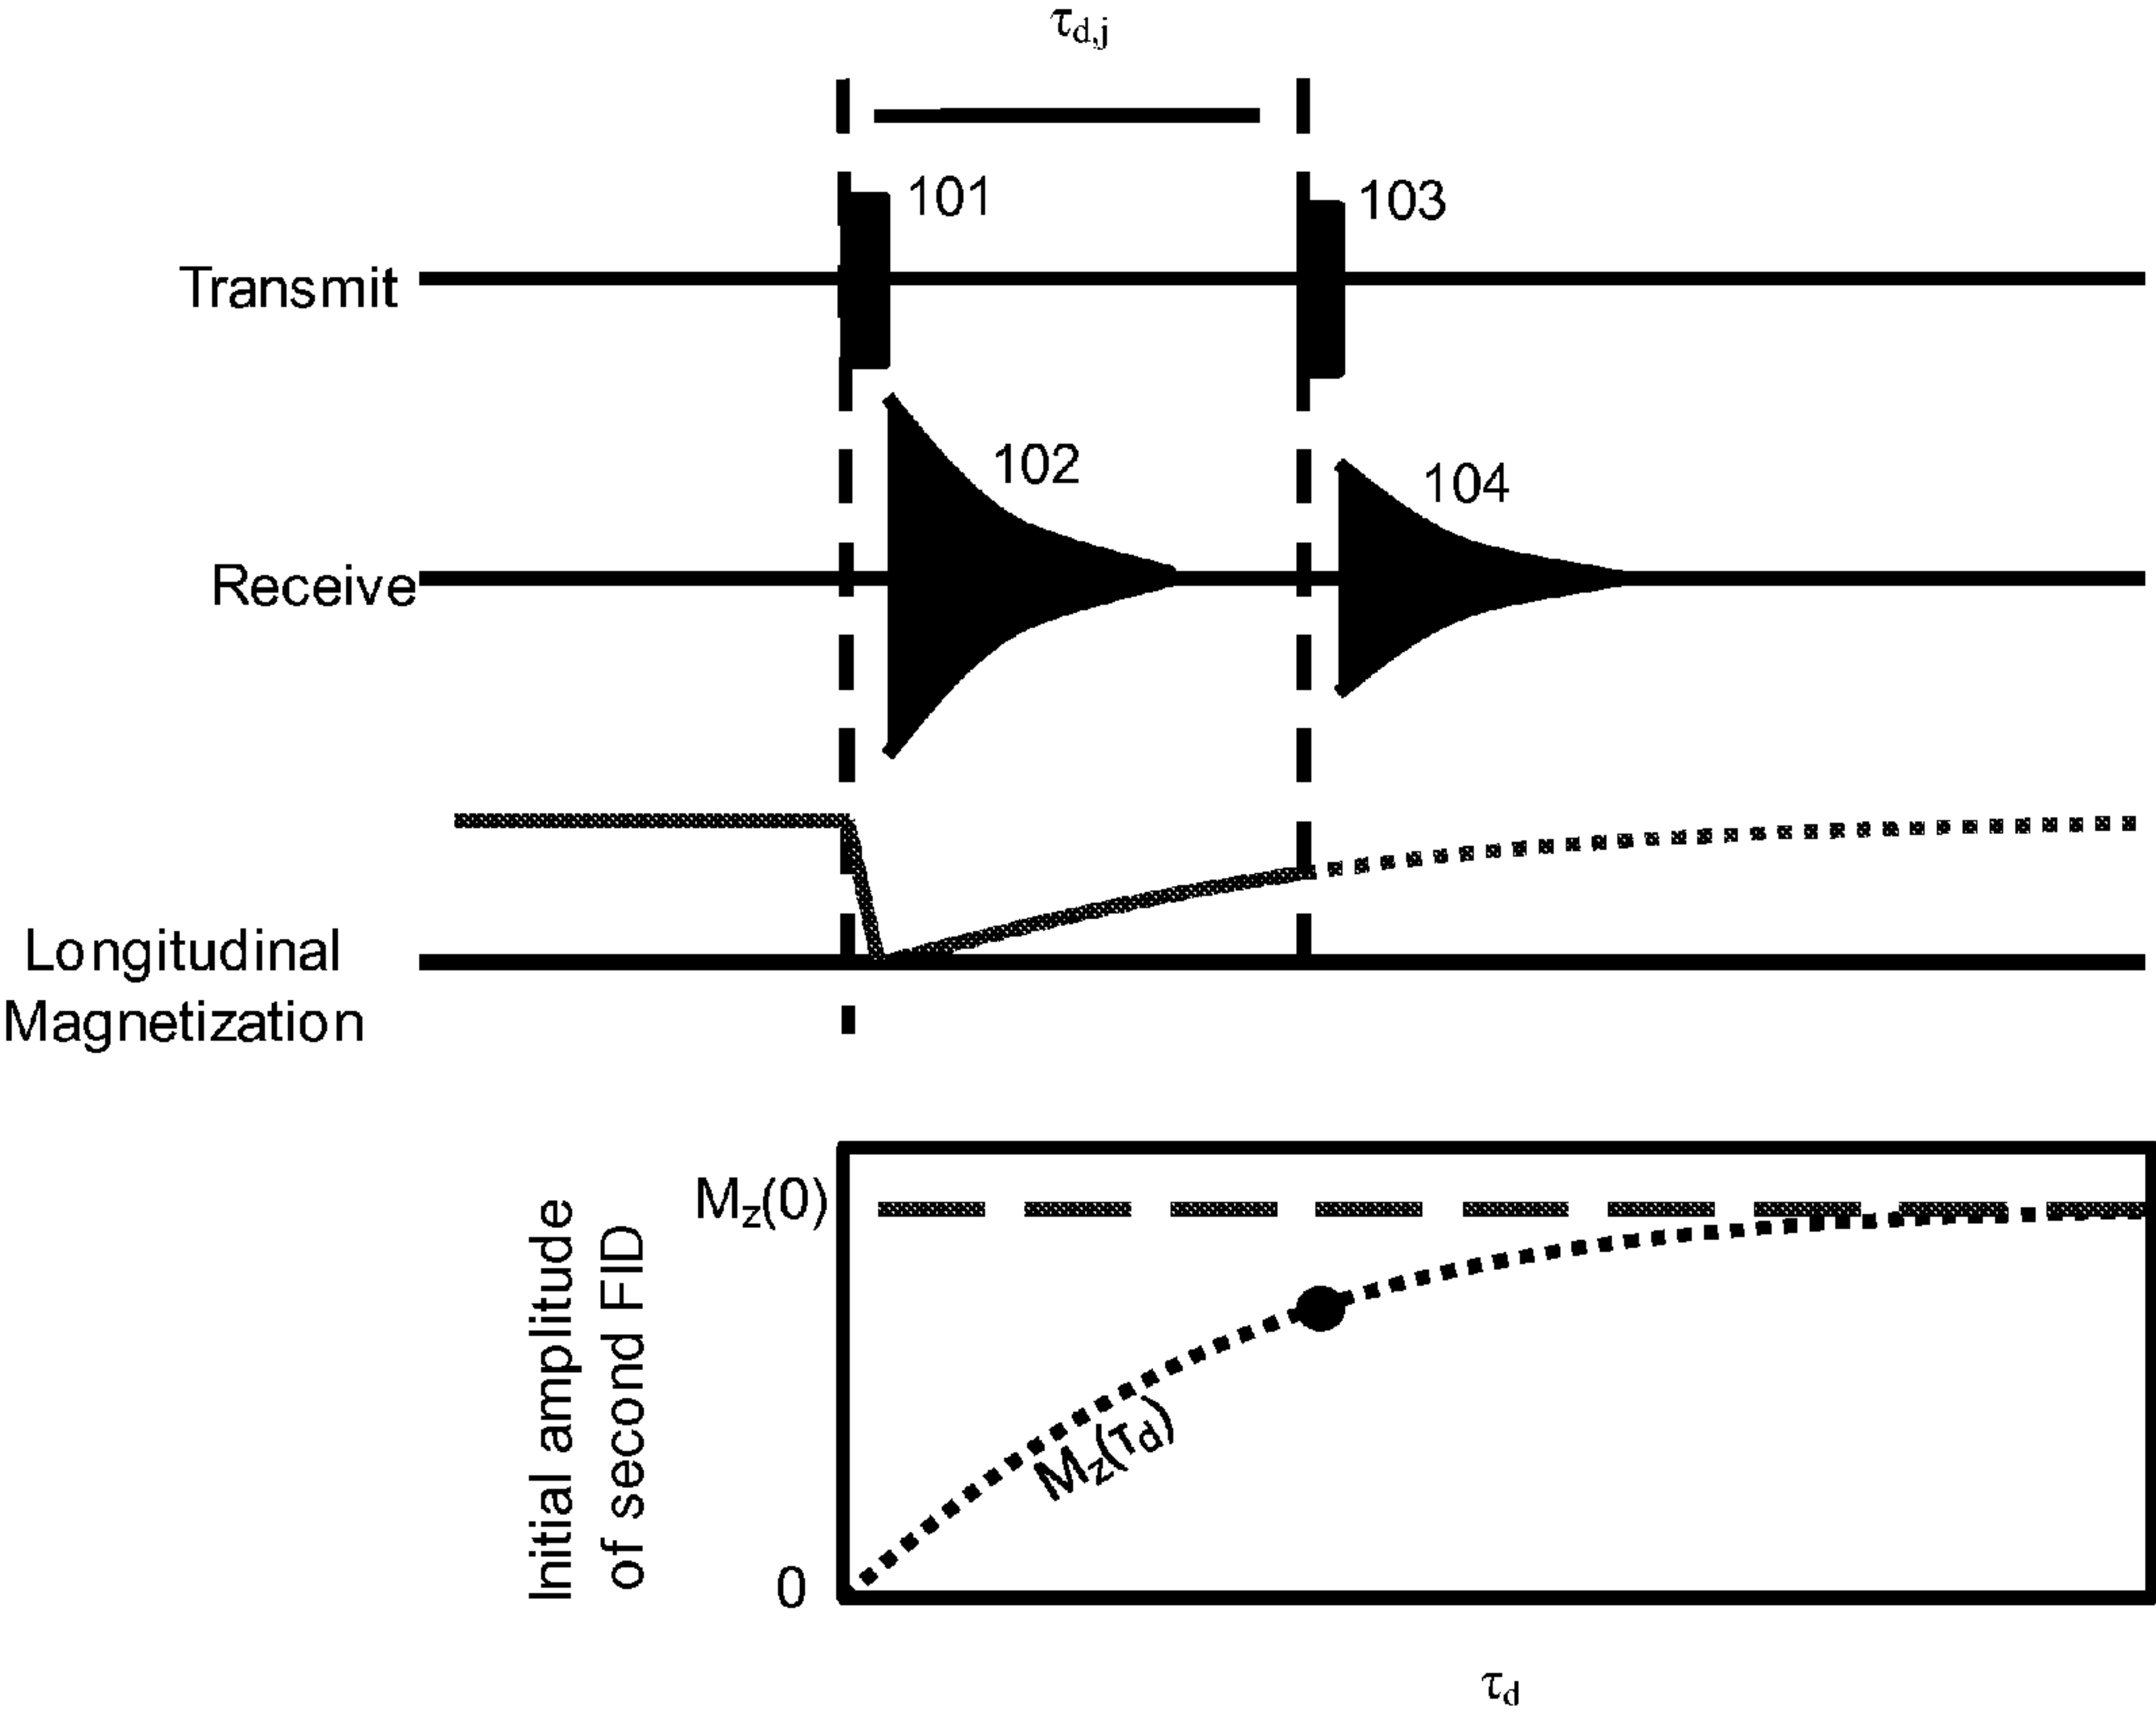 τd,j
101
103
Transmit
102
104
Receive
Longitudinal
Magnetization
Mz(0)
Initial amplitude
of second FID
Mz(τd)
0
τd